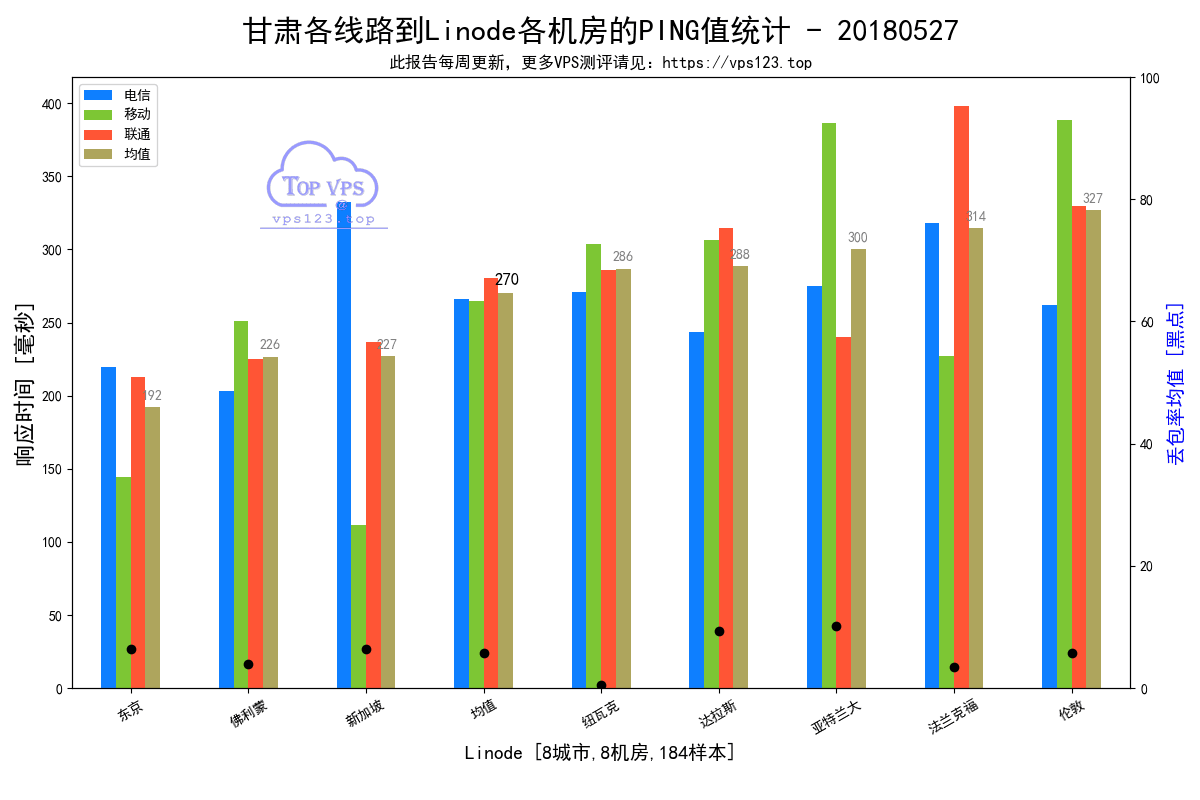 甘肃各线路到Linode各机房的PING值统计 - 20180527
此报告每周更新，更多VPS测评请见：https://vps123.top
电信
移动
联通
均值
TOP VPS
@
vps123.top
响应时间 [毫秒]
400
350
300
250
200
150
100
50
0
192
226
227
270
286
288
300
314
327
100
80
60
40
20
0
丢包率均值 [黑点]
东京
佛利蒙
新加坡
均值
纽瓦克
达拉斯
亚特兰大
法兰克福
伦敦
Linode [8城市,8机房,184样本]